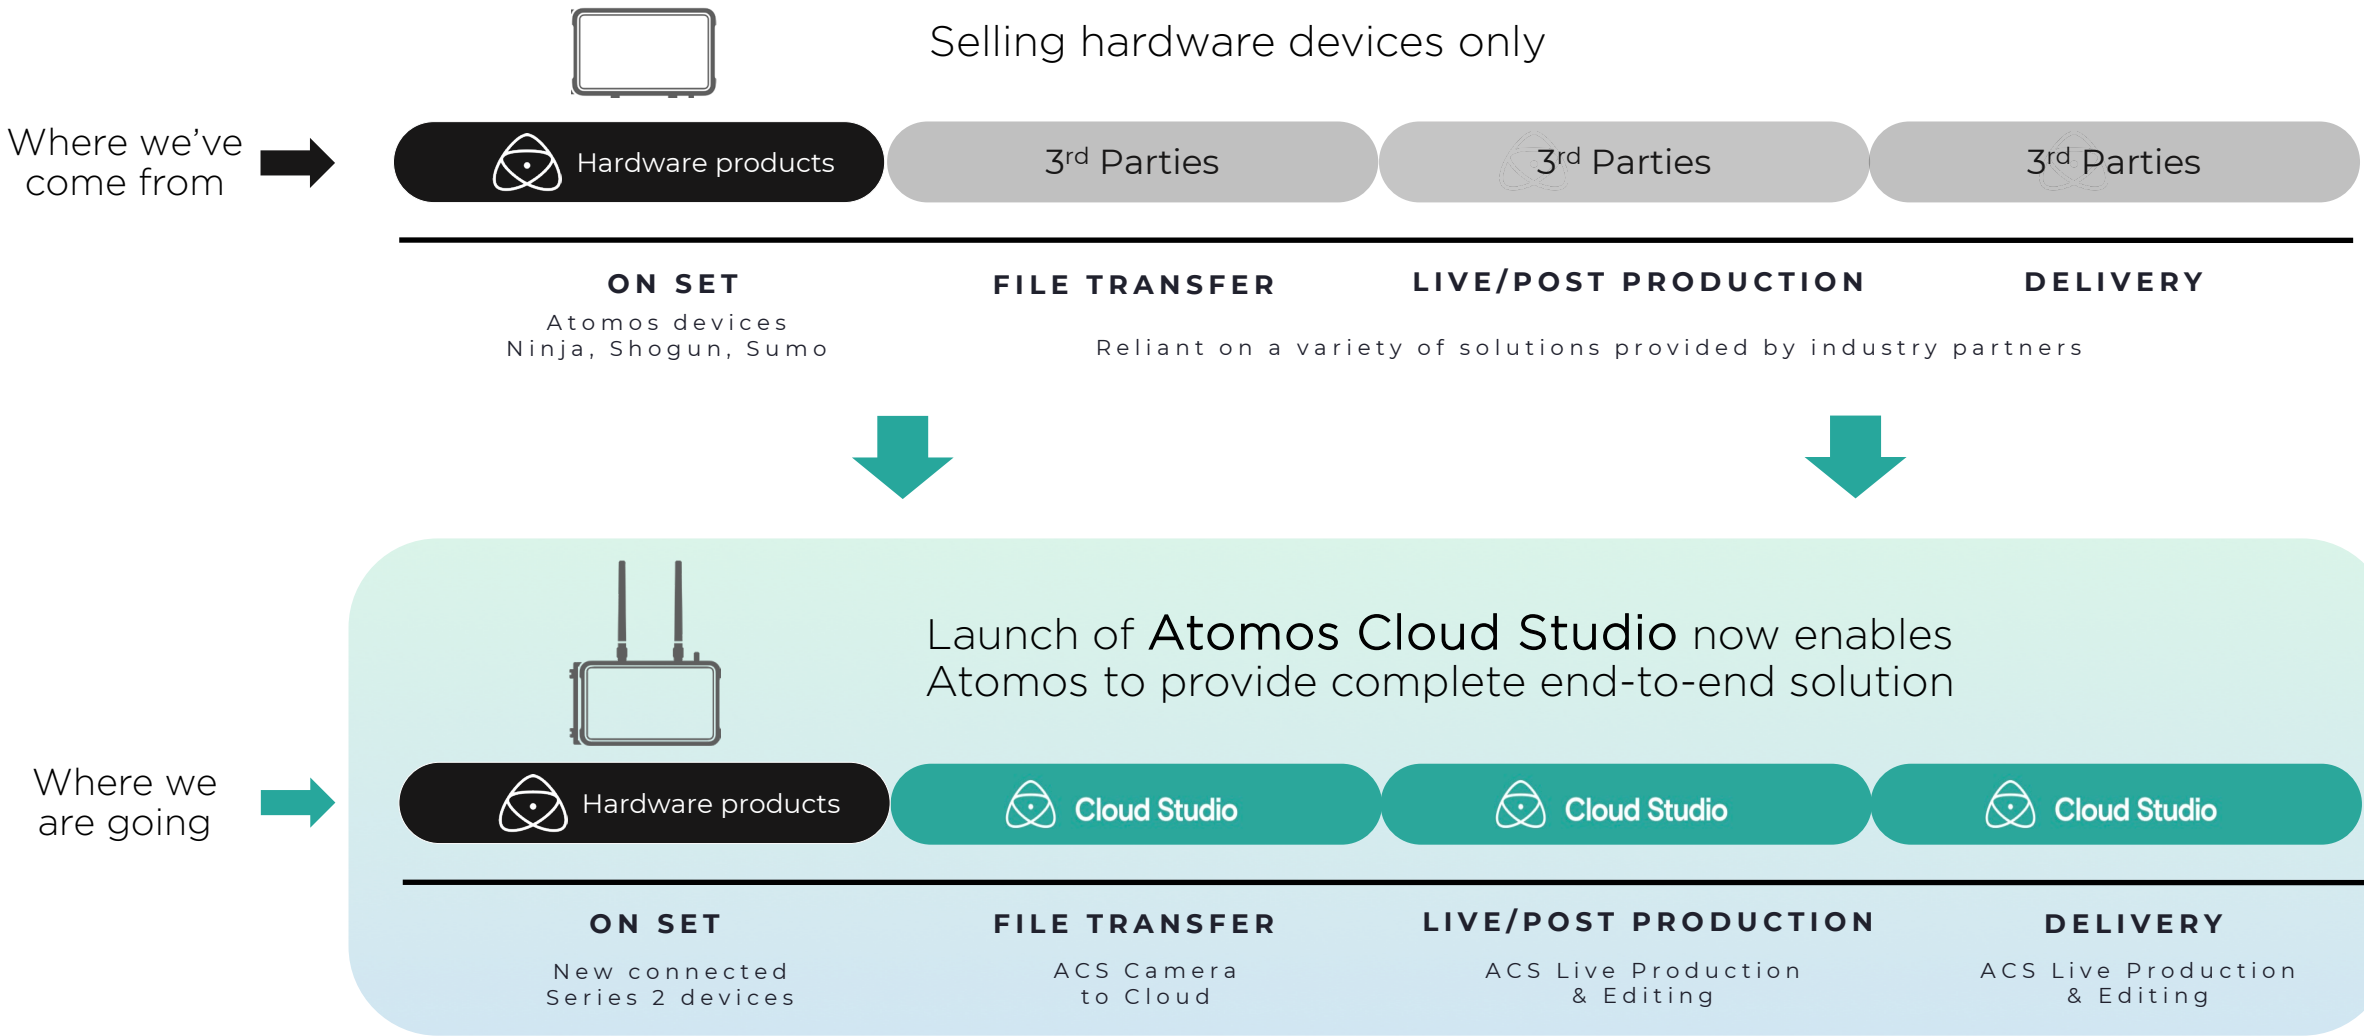 Selling hardware devices only
Where we've
come from
Hardware products
3rd Parties
3rd Parties
3rd Parties
ON SET
FILE TRANSFER
LIVE/POST PRODUCTION
DELIVERY
Atomos devices
Ninja, Shogun, Sumo
Reliant on a variety of solutions provided by industry partners
Launch of Atomos Cloud Studio now enables
Atomos to provide complete end-to-end solution
Where we
are going
Hardware products
Cloud Studio
Cloud Studio
Cloud Studio
ON SET
FILE TRANSFER
LIVE/POST PRODUCTION
DELIVERY
New connected
Series 2 devices
ACS Camera
to Cloud
ACS Live Production
& Editing
ACS Live Production
& Editing